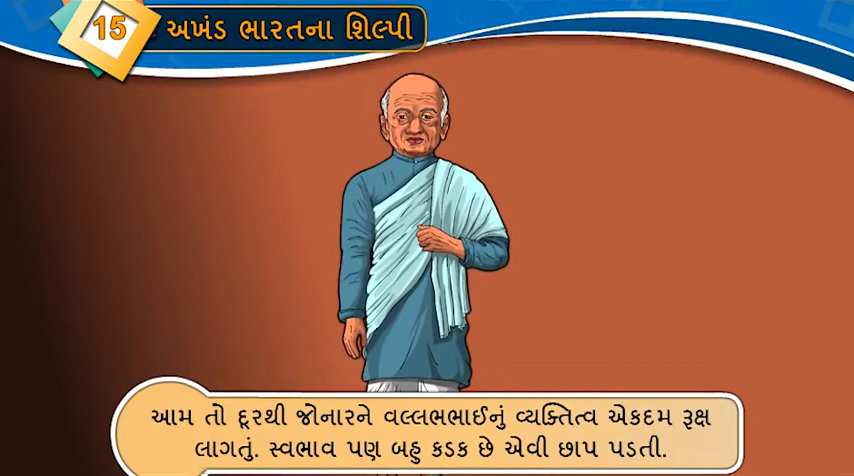 15 અખંડ ભારતના શિલ્પી
આમ તો દૂરથી જોનારને વલ્લભભાઈનું વ્યક્તિત્વ એકદમ રૂક્ષ
લાગતું. સ્વભાવ પણ બહુ કડક છે એવી છાપ પડતી.